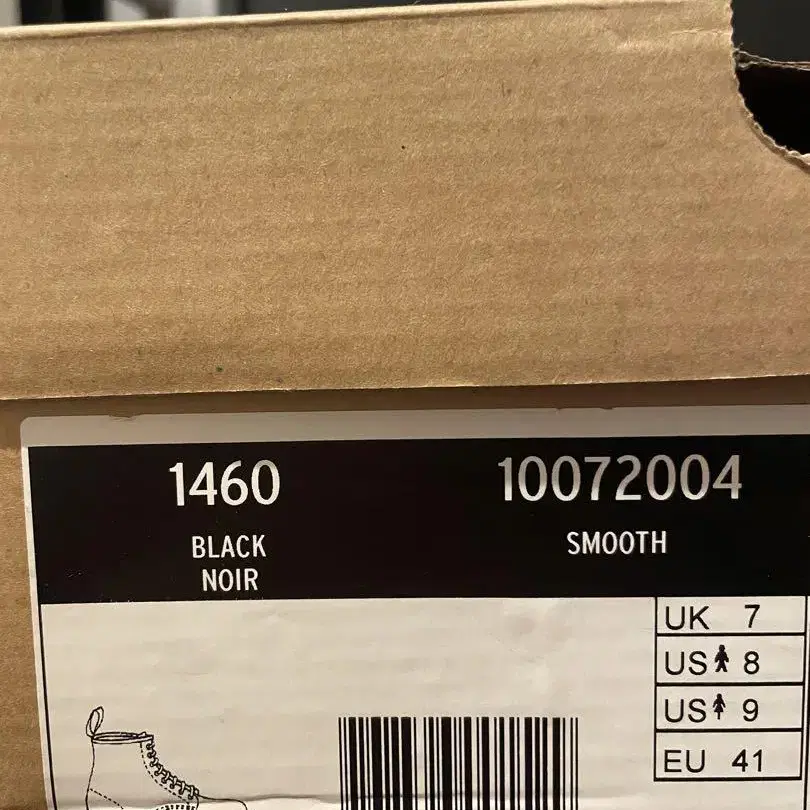 1460 10072004
BLACK SMOOTH
NOIR
UK 7
US 8
US 9
EU 41